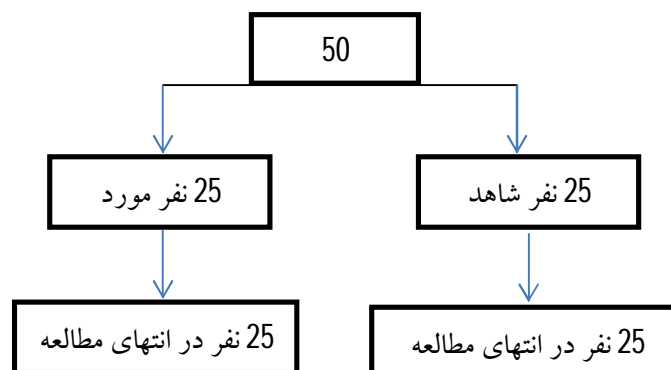 50
25 نفر شاهد
25 نفر مورد
25 نفر در انتهای مطالعه
25 نفر در انتهای مطالعه